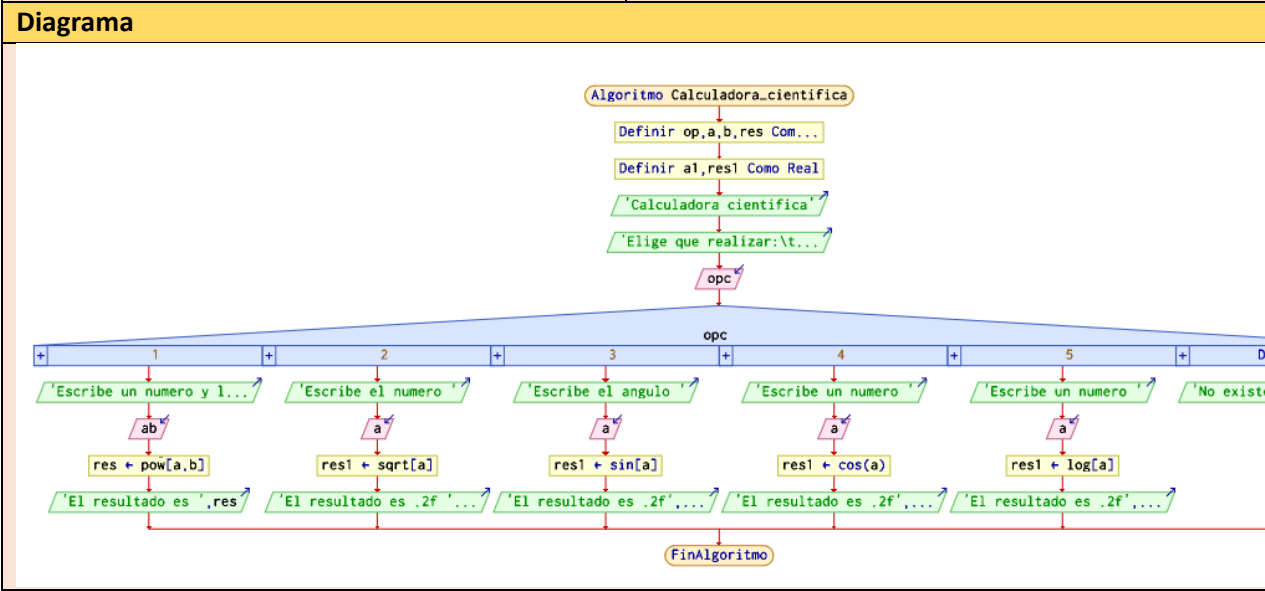 Diagrama
Algoritmo Calculadora_cientifica
Definir op,a,b,res Com...
Definir a1,res1 Como Real
'Calculadora cientifica'
'Elige que realizar:\t...
opc
opc
+ 1 + 2 + 3 + 4 + 5 + D
'Escribe un numero y l... 'Escribe el numero ' 'Escribe el angulo ' 'Escribe un numero ' 'Escribe un numero ' 'No existe
ab a a a a
res ← pow[a,b] res1 ← sqrt[a] res1 ← sin[a] res1 ← cos(a) res1 ← log[a]
'El resultado es ',res 'El resultado es .2f '... 'El resultado es .2f',... 'El resultado es .2f',... 'El resultado es .2f',...
FinAlgoritmo